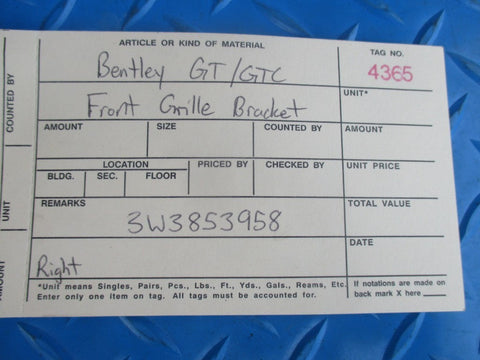 ARTICLE OR KIND OF MATERIAL
TAG NO.
Bentley GT/GTC
4365
Front Grille Bracket
UNIT*
AMOUNT
SIZE
COUNTED BY
AMOUNT
LOCATION
PRICED BY
CHECKED BY
UNIT PRICE
BLDG.
SEC.
FLOOR
REMARKS
TOTAL VALUE
3W3853958
DATE
Right
*Unit means Singles, Pairs, Pcs., Lbs., Ft., Yds., Gals., Reams, Etc.
Enter only one item on tag. All tags must be accounted for.
If notations are made on
back mark X here
COUNTED BY
UNIT
AMOUNT